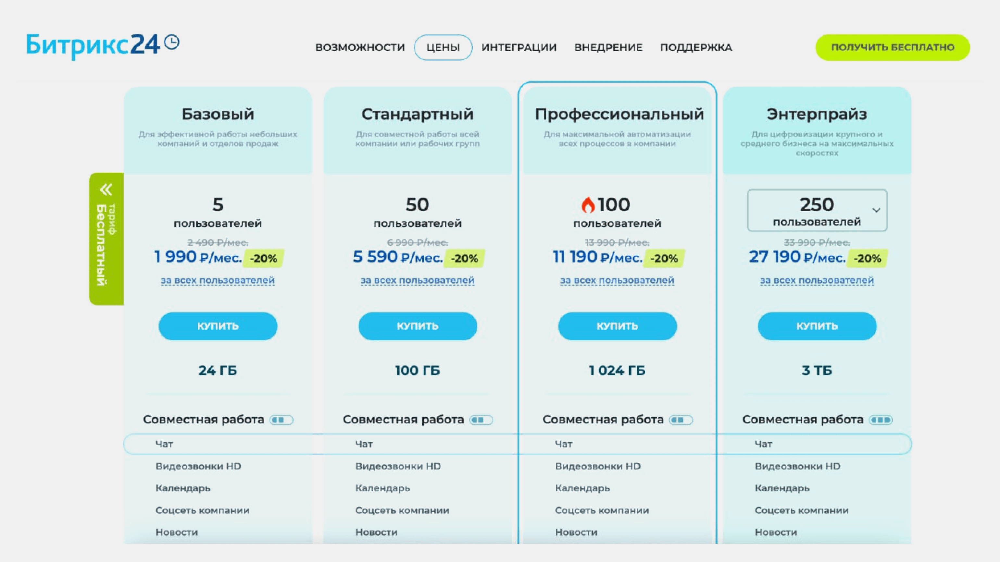 Битрикс24
ВОЗМОЖНОСТИ
ЦЕНЫ
ИНТЕГРАЦИИ
ВНЕДРЕНИЕ
ПОДДЕРЖКА
ПОЛУЧИТЬ БЕСПЛАТНО
тариф
Бесплатный
Базовый
Для эффективной работы небольших
компаний и отделов продаж
5
пользователей
2 490 ₽/мес.
1 990 ₽/мес. -20%
за всех пользователей
КУПИТЬ
24 ГБ
Совместная работа
Чат
Видеозвонки HD
Календарь
Соцсеть компании
Новости
Стандартный
Для совместной работы всей
компании или рабочих групп
50
пользователей
6 990 ₽/мес.
5 590 ₽/мес. -20%
за всех пользователей
КУПИТЬ
100 ГБ
Совместная работа
Чат
Видеозвонки HD
Календарь
Соцсеть компании
Новости
Профессиональный
Для максимальной автоматизации
всех процессов в компании
100
пользователей
13 990 ₽/мес.
11 190 ₽/мес. -20%
за всех пользователей
КУПИТЬ
1 024 ГБ
Совместная работа
Чат
Видеозвонки HD
Календарь
Соцсеть компании
Новости
Энтерпрайз
Для цифровизации крупного и
среднего бизнеса на максимальных
скоростях
250
пользователей
33 990 ₽/мес.
27 190 ₽/мес. -20%
за всех пользователей
КУПИТЬ
3 ТБ
Совместная работа
Чат
Видеозвонки HD
Календарь
Соцсеть компании
Новости